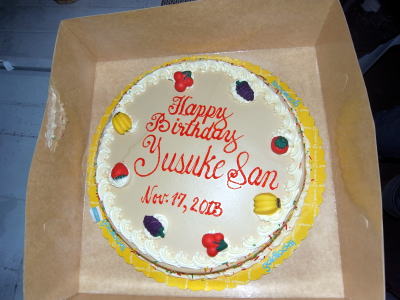 Happy
Birthday
Yusuke San
Nov. 17, 2013